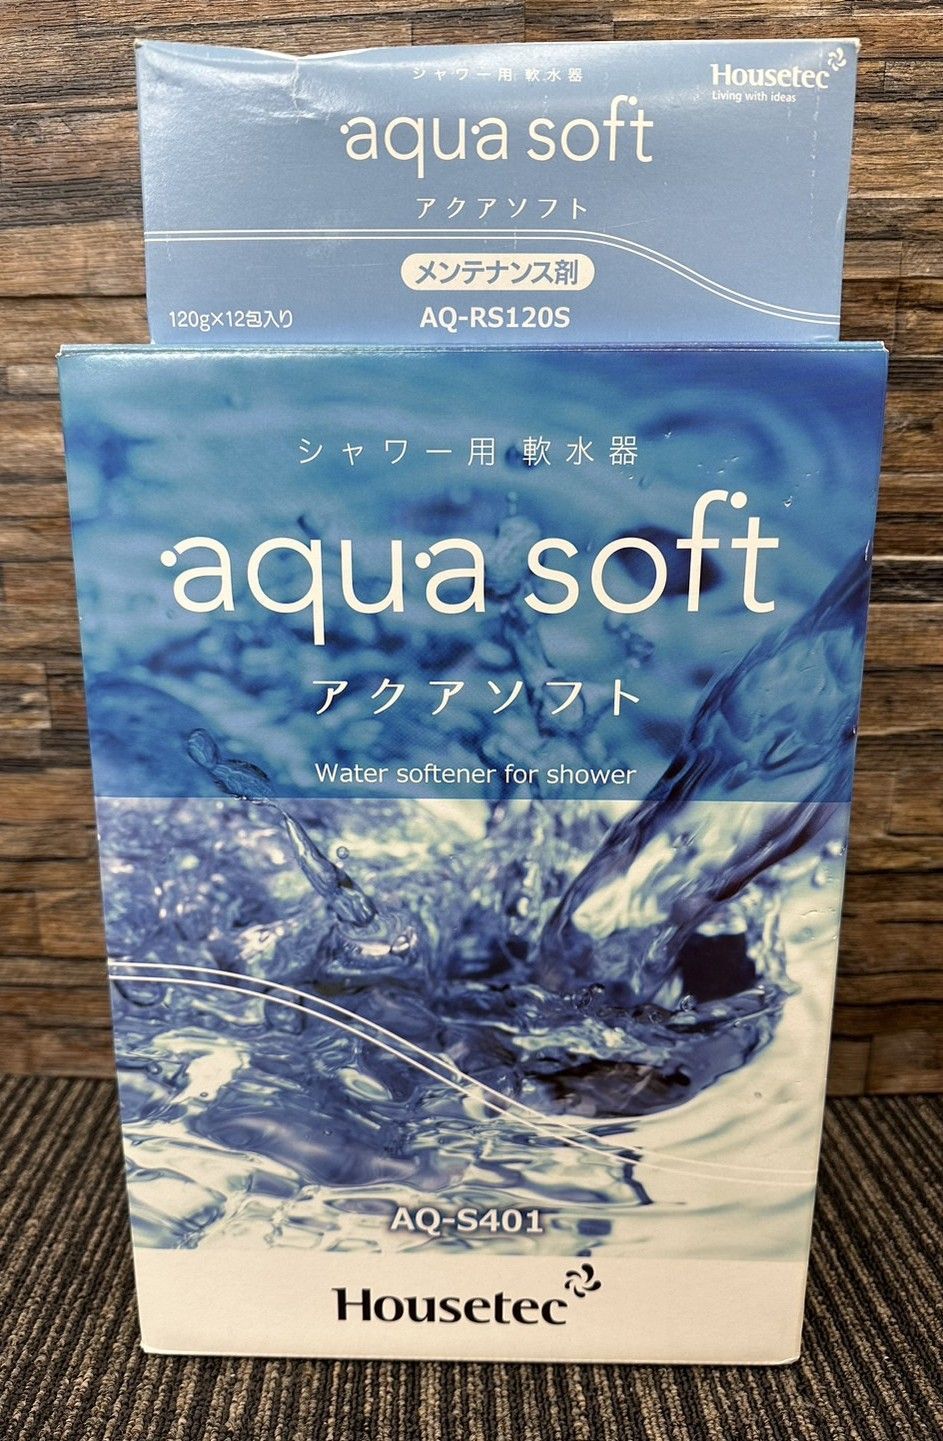 シャワー用 軟水器
Housetec
Living with ideas
aqua soft
アクアソフト
メンテナンス剤
120g×12包入り
AQ-RS120S
シャワー用 軟水器
aqua soft
アクアソフト
Water softener for shower
AQ-S401
Housetec